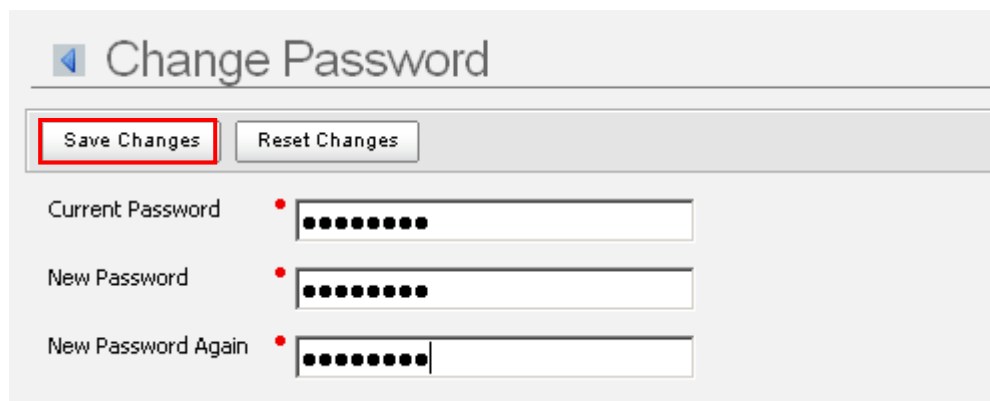 Change Password
Save Changes Reset Changes
Current Password ••••••••
New Password ••••••••
New Password Again ••••••••